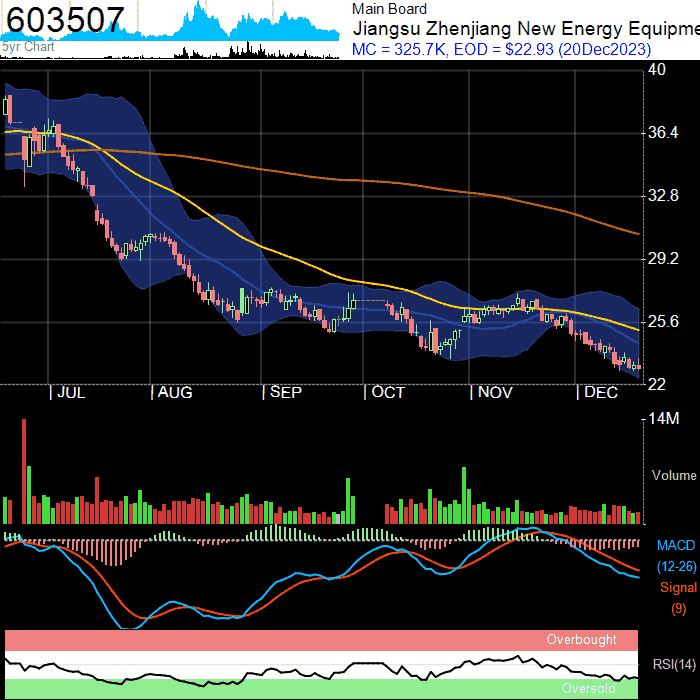 603507
5yr Chart
Main Board
Jiangsu Zhenjiang New Energy Equipme
MC = 325.7K, EOD = $22.93 (20Dec2023)
40
36.4
32.8
29.2
25.6
22
| JUL | AUG | SEP | OCT | NOV | DEC
14M
Volume
MACD
(12-26)
Signal
(9)
Overbought
RSI(14)
Oversold